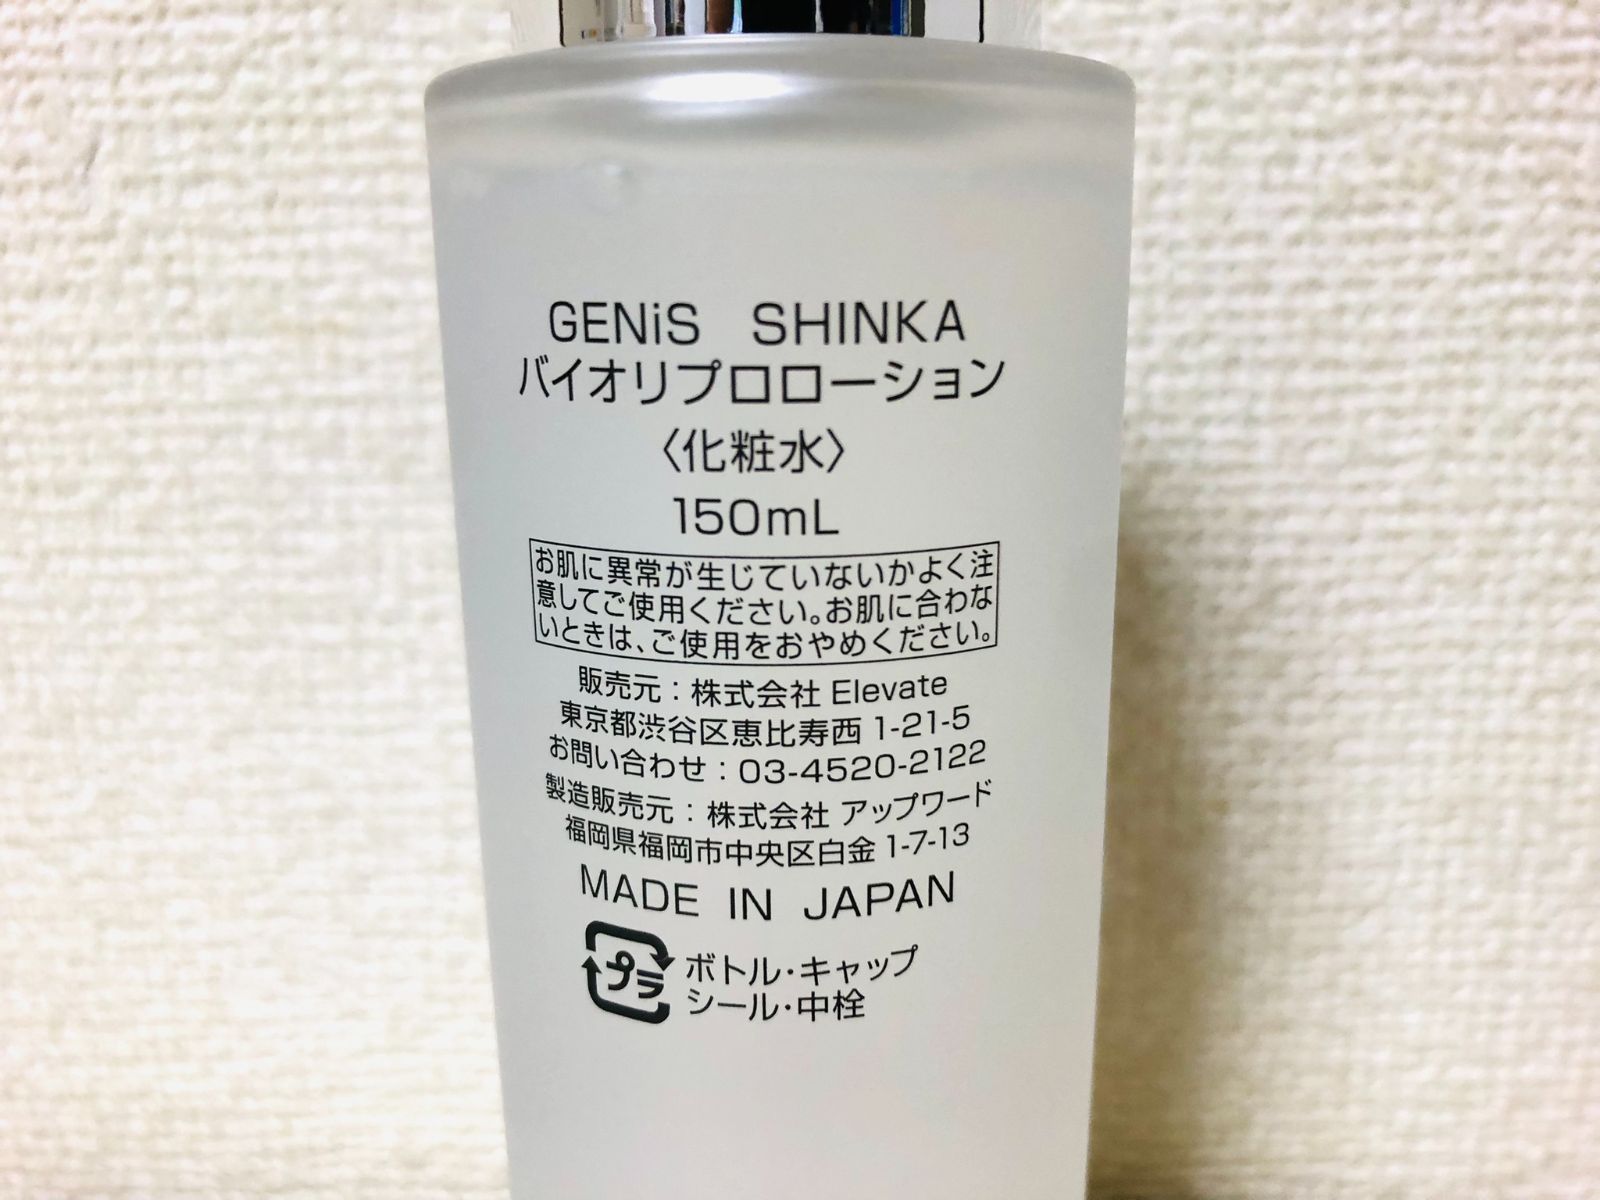 GENiS SHINKA
バイオリプロローション
〈化粧水〉
150mL
お肌に異常が生じていないかよく注
意してご使用ください。お肌に合わな
いときは、ご使用をおやめください。
販売元：株式会社 Elevate
東京都渋谷区恵比寿西 1-21-5
お問い合わせ：03-4520-2122
製造販売元：株式会社 アップワード
福岡県福岡市中央区白金 1-7-13
MADE IN JAPAN
プラ
ボトル・キャップ
シール・中栓